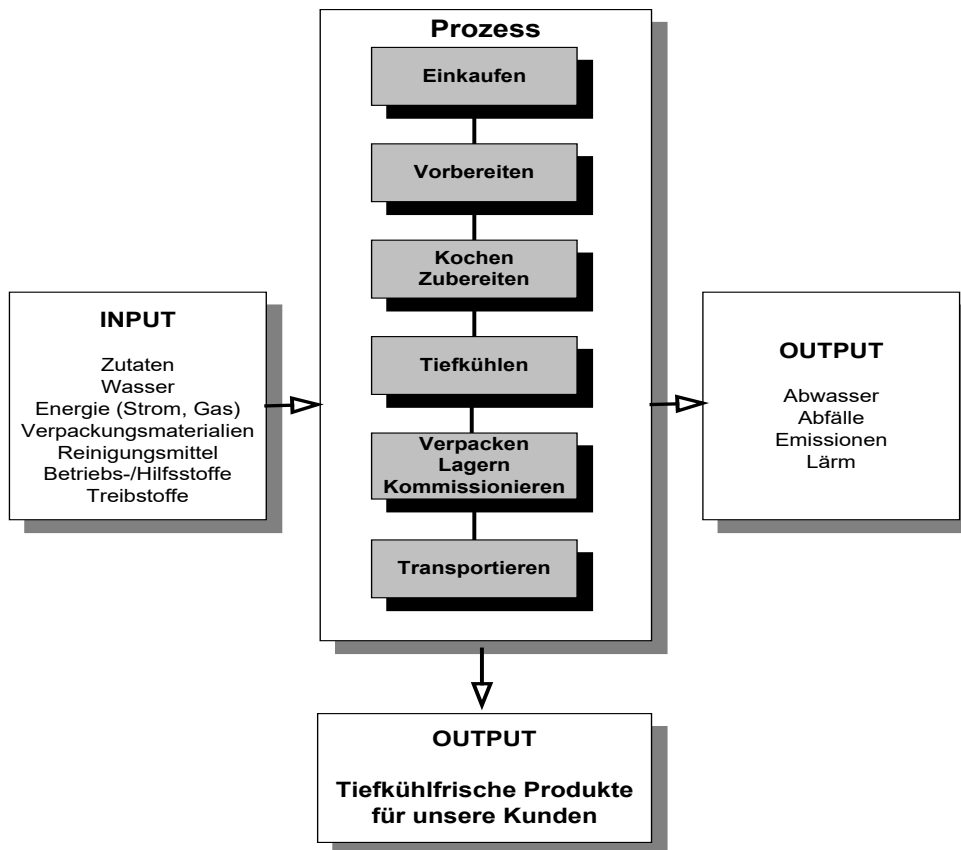 Prozess
Einkaufen
Vorbereiten
Kochen
Zubereiten
Tiefkühlen
Verpacken
Lagern
Kommissionieren
Transportieren
INPUT
Zutaten
Wasser
Energie (Strom, Gas)
Verpackungsmaterialien
Reinigungsmittel
Betriebs-/Hilfsstoffe
Treibstoffe
OUTPUT
Abwasser
Abfälle
Emissionen
Lärm
OUTPUT
Tiefkühlfrische Produkte
für unsere Kunden